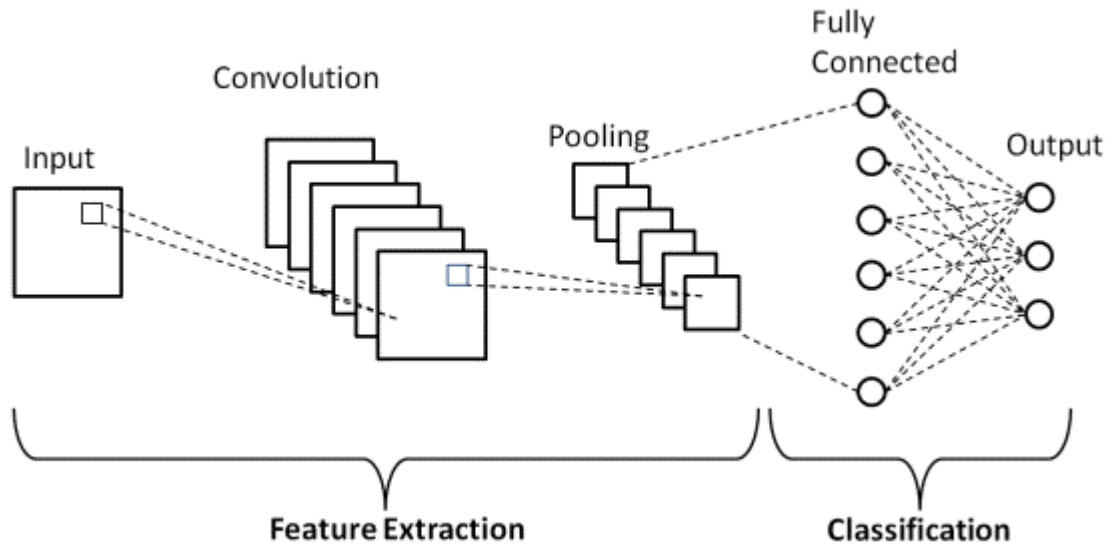 Input
Convolution
Pooling
Fully
Connected
Output
Feature Extraction
Classification